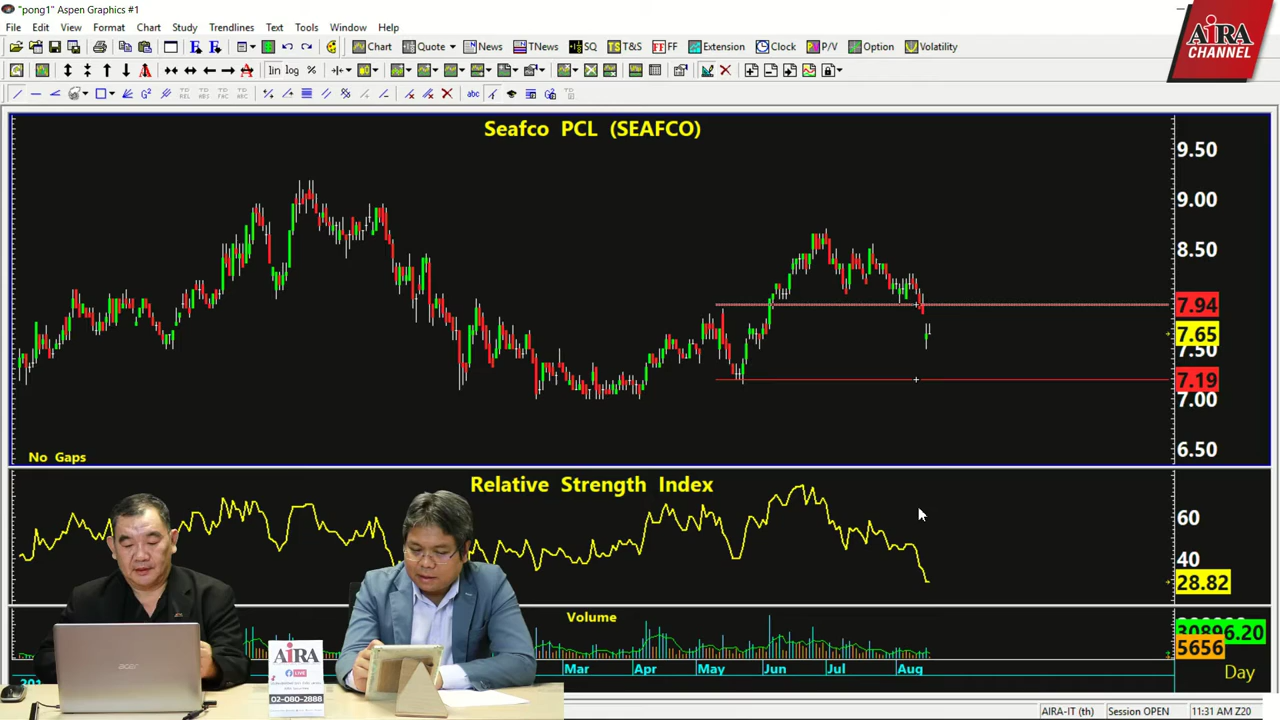 "pong1" Aspen Graphics #1
File Edit View Format Chart Study Trendlines Text Tools Window Help
AiRA
CHANNEL
Chart Quote News TNews SQ T&S FF Extension Clock P/V Option Volatility
lin log %
G² abc
Seafco PCL (SEAFCO)
9.50
9.00
8.50
7.94
7.65
7.50
7.19
7.00
6.50
No Gaps
Relative Strength Index
60
40
28.82
Volume
30896.20
5656
Mar Apr May Jun Jul Aug
Day
acer
AiRA
LIVE
02-080-2888
AIRA-IT (th) Session OPEN 11:31 AM Z20